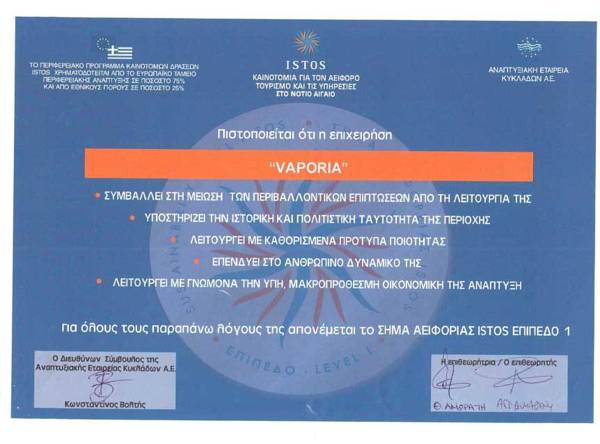 ΤΟ ΠΕΡΙΦΕΡΕΙΑΚΟ ΠΡΟΓΡΑΜΜΑ ΚΑΙΝΟΤΟΜΩΝ ΔΡΑΣΕΩΝ
ISTOS ΧΡΗΜΑΤΟΔΟΤΕΙΤΑΙ ΑΠΟ ΤΟ ΕΥΡΩΠΑΪΚΟ ΤΑΜΕΙΟ
ΠΕΡΙΦΕΡΕΙΑΚΗΣ ΑΝΑΠΤΥΞΗΣ ΣΕ ΠΟΣΟΣΤΟ 75%
ΚΑΙ ΑΠΟ ΕΘΝΙΚΟΥΣ ΠΟΡΟΥΣ ΣΕ ΠΟΣΟΣΤΟ 25%
ISTOS
ΚΑΙΝΟΤΟΜΙΑ ΓΙΑ ΤΟΝ ΑΕΙΦΟΡΟ
ΤΟΥΡΙΣΜΟ ΚΑΙ ΤΙΣ ΥΠΗΡΕΣΙΕΣ
ΣΤΟ ΝΟΤΙΟ ΑΙΓΑΙΟ
ΑΝΑΠΤΥΞΙΑΚΗ ΕΤΑΙΡΕΙΑ
ΚΥΚΛΑΔΩΝ Α.Ε.
Πιστοποιείται ότι η επιχείρηση
"VAPORIA"
• ΣΥΜΒΑΛΛΕΙ ΣΤΗ ΜΕΙΩΣΗ ΤΩΝ ΠΕΡΙΒΑΛΛΟΝΤΙΚΩΝ ΕΠΙΠΤΩΣΕΩΝ ΑΠΟ ΤΗ ΛΕΙΤΟΥΡΓΙΑ ΤΗΣ
• ΥΠΟΣΤΗΡΙΖΕΙ ΤΗΝ ΙΣΤΟΡΙΚΗ ΚΑΙ ΠΟΛΙΤΙΣΤΙΚΗ ΤΑΥΤΟΤΗΤΑ ΤΗΣ ΠΕΡΙΟΧΗΣ
• ΛΕΙΤΟΥΡΓΕΙ ΜΕ ΚΑΘΟΡΙΣΜΕΝΑ ΠΡΟΤΥΠΑ ΠΟΙΟΤΗΤΑΣ
• ΕΠΕΝΔΥΕΙ ΣΤΟ ΑΝΘΡΩΠΙΝΟ ΔΥΝΑΜΙΚΟ ΤΗΣ
• ΛΕΙΤΟΥΡΓΕΙ ΜΕ ΓΝΩΜΟΝΑ ΤΗΝ ΥΓΙΗ, ΜΑΚΡΟΠΡΟΘΕΣΜΗ ΟΙΚΟΝΟΜΙΚΗ ΤΗΣ ΑΝΑΠΤΥΞΗ
Για όλους τους παραπάνω λόγους της απονέμεται το ΣΗΜΑ ΑΕΙΦΟΡΙΑΣ ISTOS ΕΠΙΠΕΔΟ 1
ΕΠΙΠΕΔΟ - LEVEL 1
Ο Διευθύνων Σύμβουλος της
Αναπτυξιακής Εταιρείας Κυκλάδων Α.Ε.
Κωνσταντίνος Βολτής
Η επιθεωρήτρια / Ο επιθεωρητής